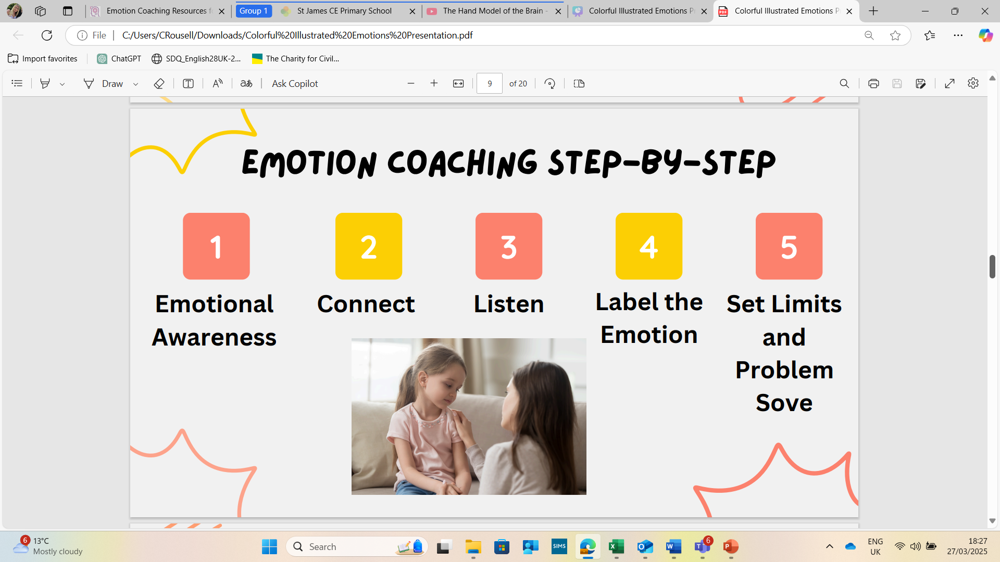 Emotion Coaching Resources f
Group 1
St James CE Primary School
The Hand Model of the Brain -
Colorful Illustrated Emotions P
Colorful Illustrated Emotions P
File
C:/Users/CRousell/Downloads/Colorful%20Illustrated%20Emotions%20Presentation.pdf
Import favorites
ChatGPT
SDQ_English28UK-2...
The Charity for Civil...
Draw
Ask Copilot
9
of 20
EMOTION COACHING STEP-BY-STEP
1
2
3
4
5
Emotional
Awareness
Connect
Listen
Label the
Emotion
Set Limits
and
Problem
Sove
6
13°C
Mostly cloudy
Search
SIMS
6
ENG
UK
18:27
27/03/2025